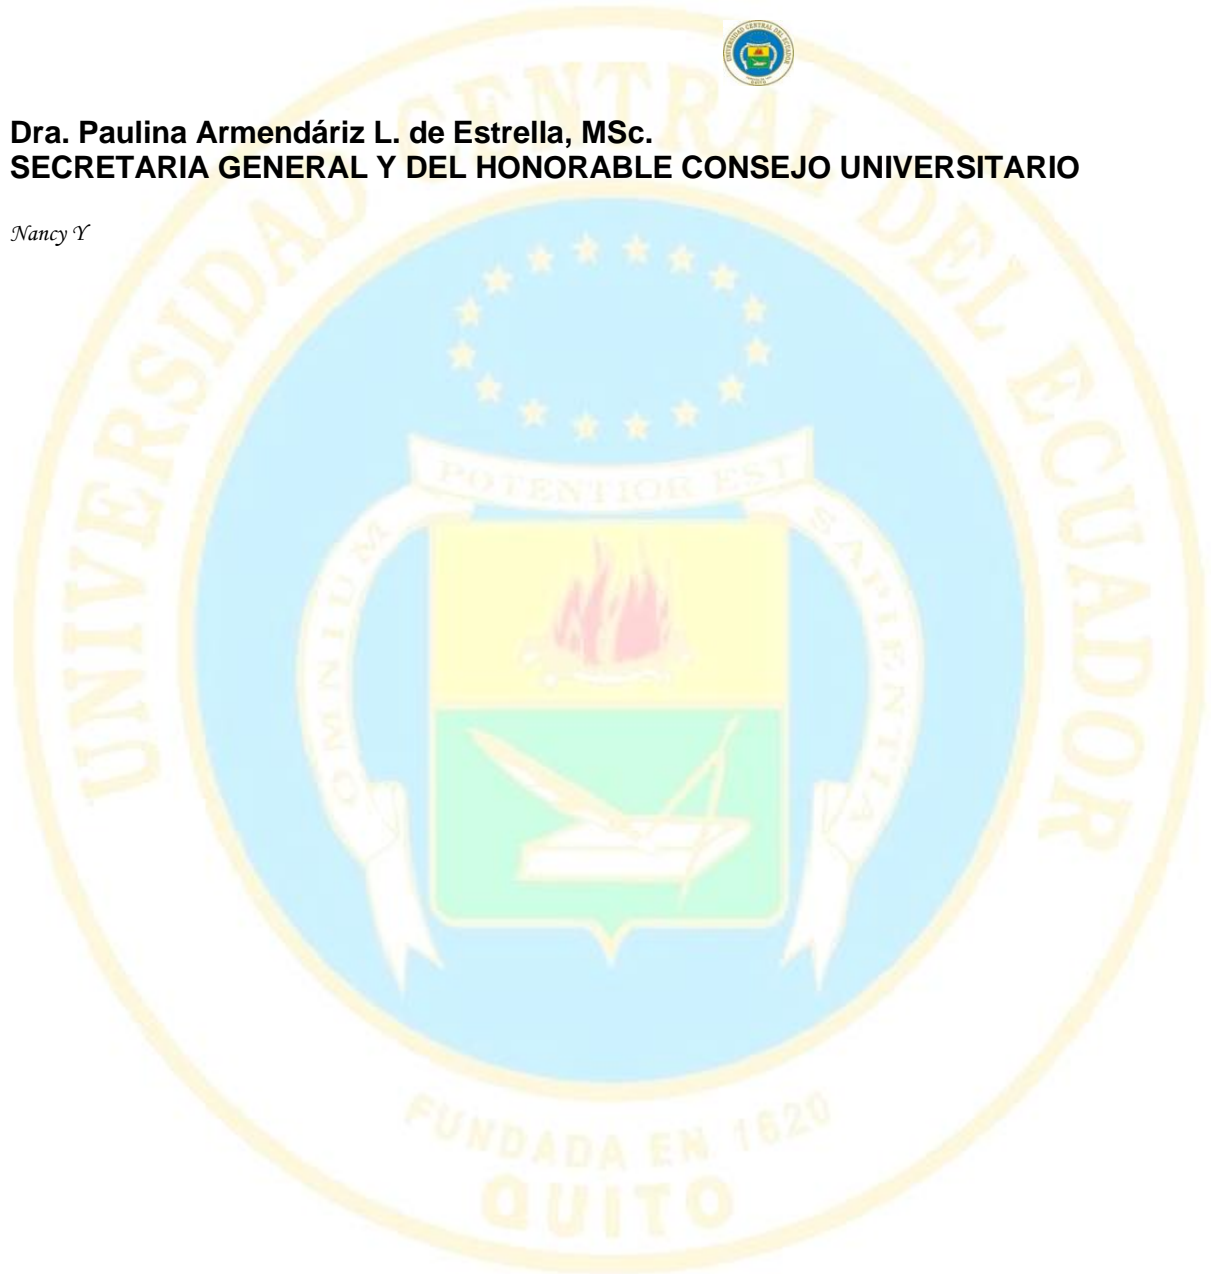 Dra. Paulina Armendáriz L. de Estrella, MSc.
SECRETARIA GENERAL Y DEL HONORABLE CONSEJO UNIVERSITARIO
Nancy Y
UNIVERSIDAD CENTRAL DEL ECUADOR
OMNIUM POTENTIOR EST SAPIENTIA
FUNDADA EN 1620
QUITO